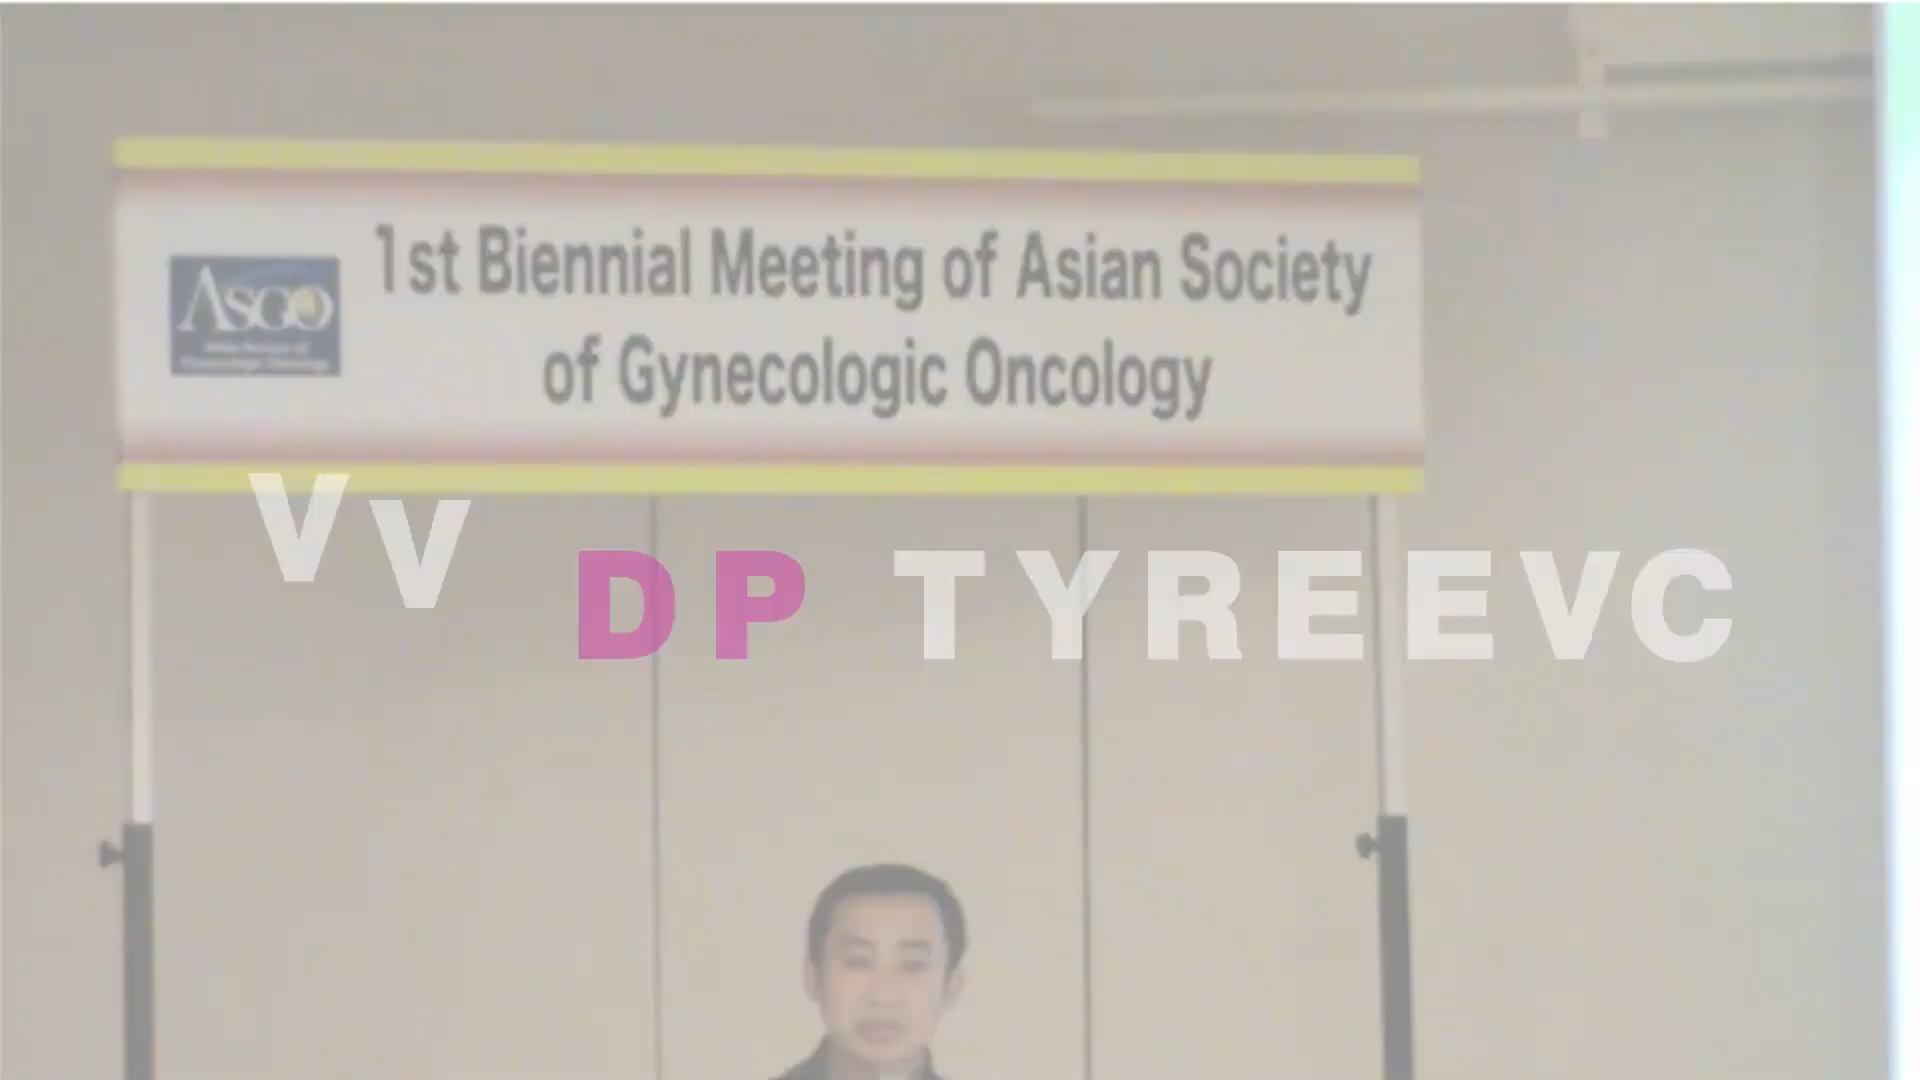 1st Biennial Meeting of Asian Society
of Gynecologic Oncology
ASGO
VV DP TYREEVC